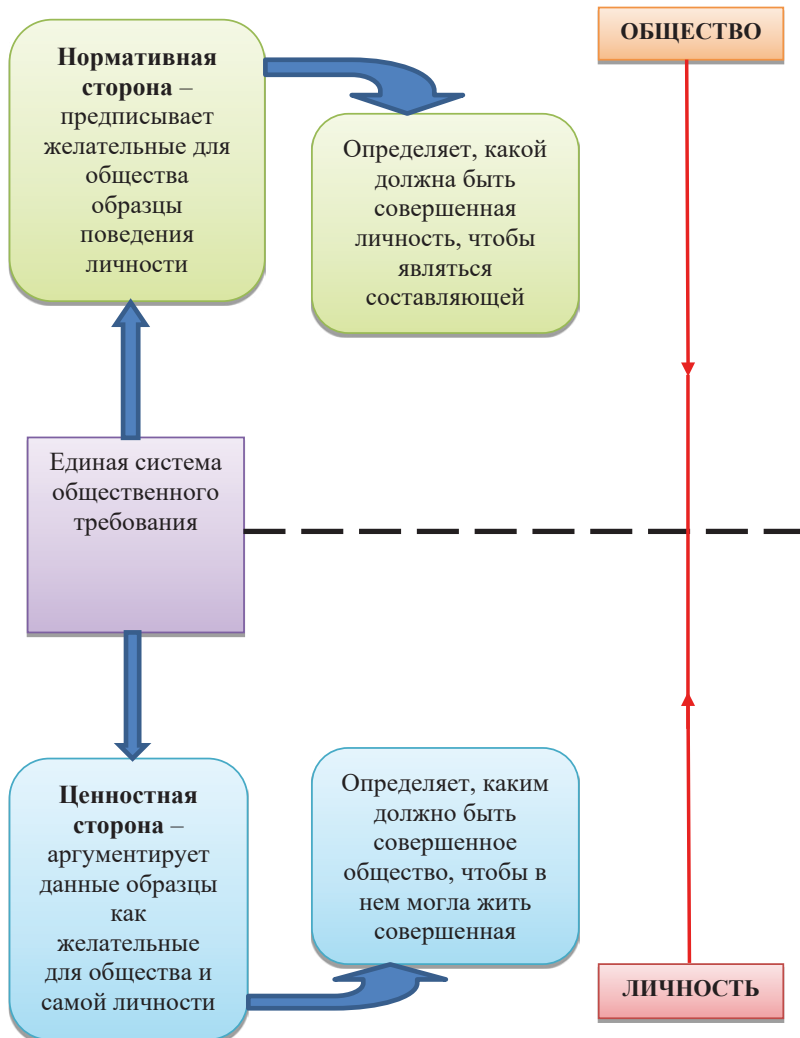 Нормативная
сторона –
предписывает
желательные для
общества
образцы
поведения
личности
Определяет, какой
должна быть
совершенная
личность, чтобы
являться
составляющей
ОБЩЕСТВО
Единая система
общественного
требования
Ценностная
сторона –
аргументирует
данные образцы
как
желательные
для общества и
самой личности
Определяет, каким
должно быть
совершенное
общество, чтобы в
нем могла жить
совершенная
ЛИЧНОСТЬ